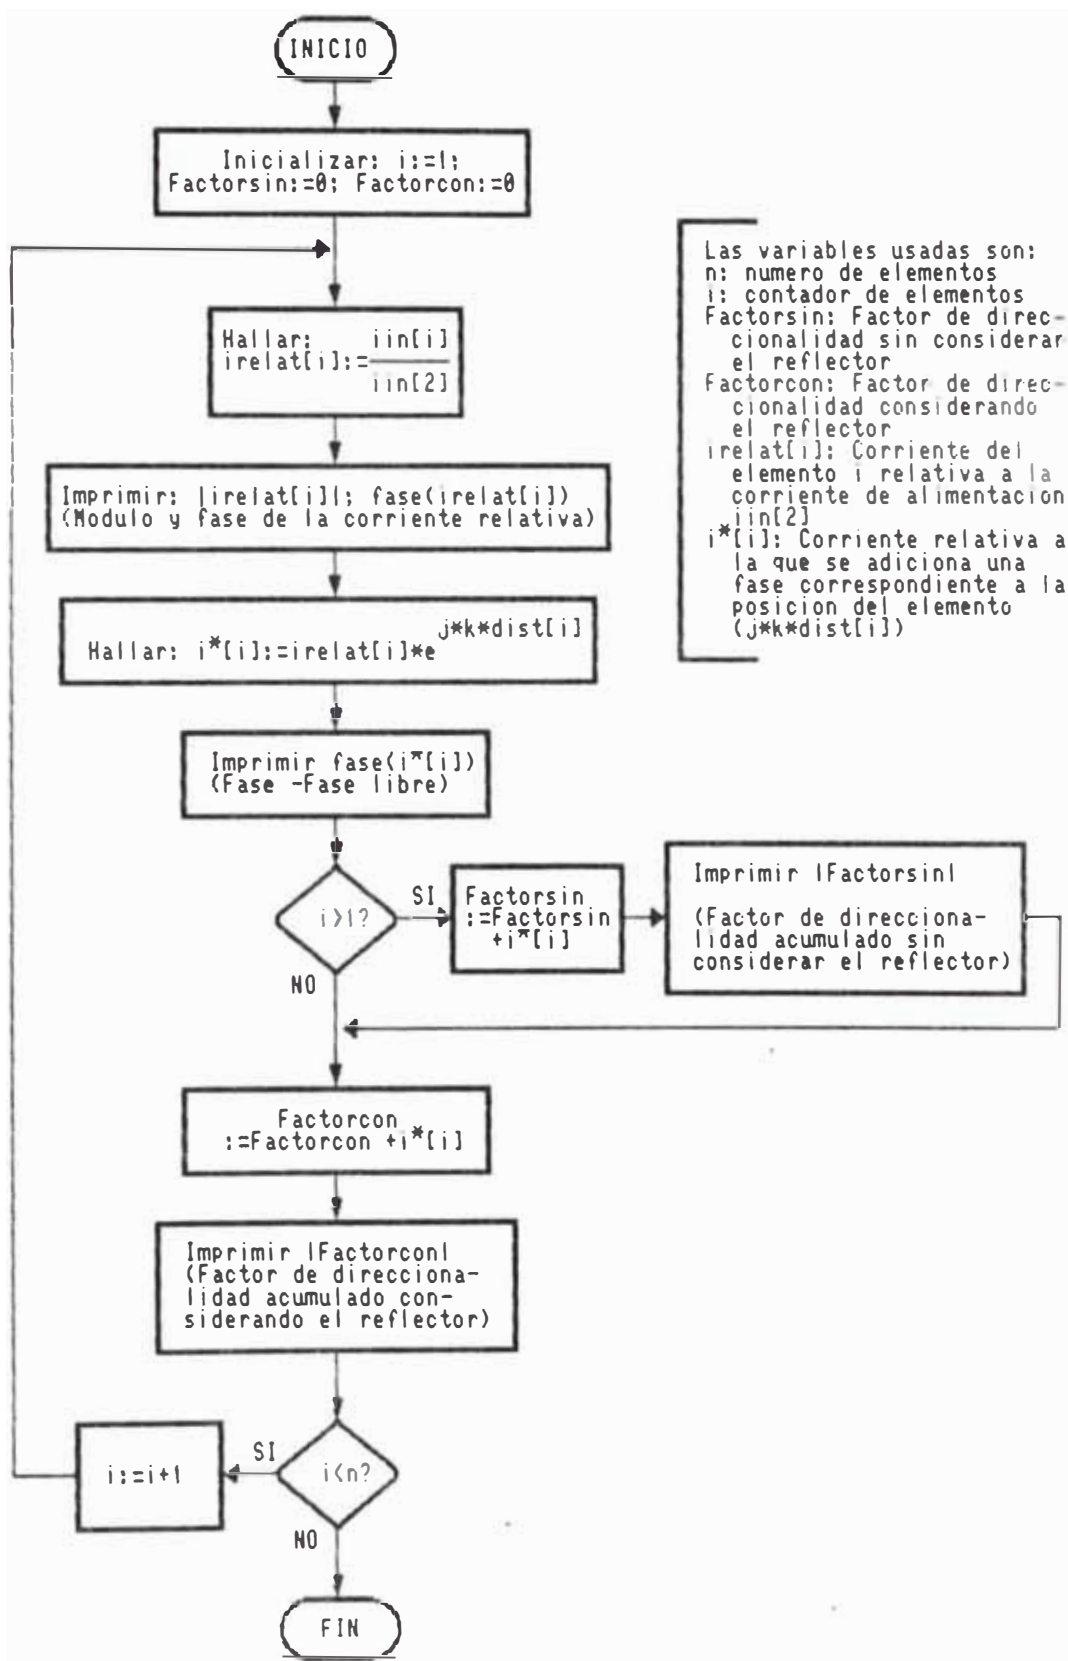 INICIO
Inicializar: i:=1;
Factorsin:=0; Factorcon:=0
Hallar: iin[i]
irelat[i]:=
iin[2]
Imprimir: |irelat[i]|; fase(irelat[i])
(Modulo y fase de la corriente relativa)
j*k*dist[i]
Hallar: i*[i]:=irelat[i]*e
Imprimir fase(i*[i])
(Fase -Fase libre)
i>1?
SI
NO
Factorsin
:=Factorsin
+i*[i]
Imprimir |Factorsin|
(Factor de direcciona-
lidad acumulado sin
considerar el reflector)
Factorcon
:=Factorcon +i*[i]
Imprimir |Factorcon|
(Factor de direcciona-
lidad acumulado con-
siderando el reflector)
i<n?
SI
NO
i:=i+1
FIN
Las variables usadas son:
n: numero de elementos
i: contador de elementos
Factorsin: Factor de direc-
cionalidad sin considerar
el reflector
Factorcon: Factor de direc-
cionalidad considerando
el reflector
irelat[i]: Corriente del
elemento i relativa a la
corriente de alimentacion
iin[2]
i*[i]: Corriente relativa a
la que se adiciona una
fase correspondiente a la
posicion del elemento
(j*k*dist[i])